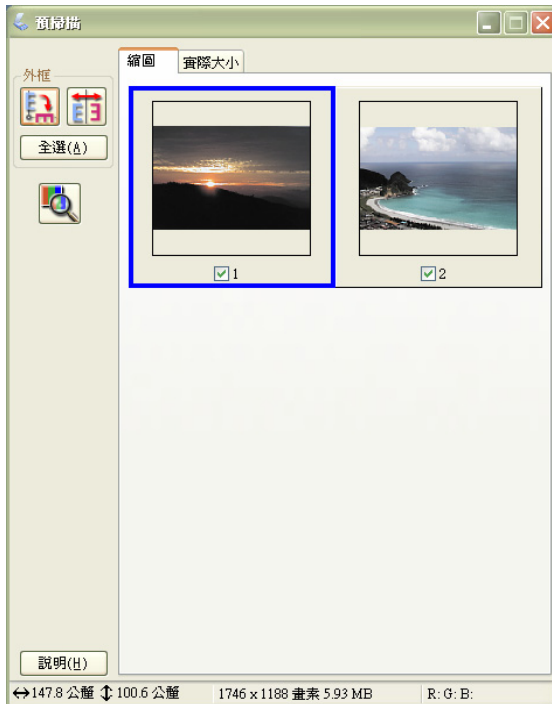 預掃描
縮圖
實際大小
外框
全選(A)
1
2
說明(H)
147.8 公釐 100.6 公釐
1746 x 1188 畫素 5.93 MB
R: G: B: